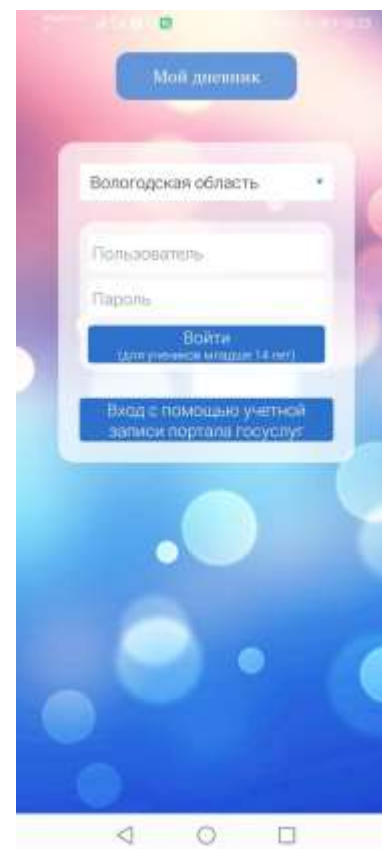 Мой дневник
Вологодская область
Пользователь
Пароль
Войти
(для учеников младше 14 лет)
Вход с помощью учетной
записи портала госуслуг